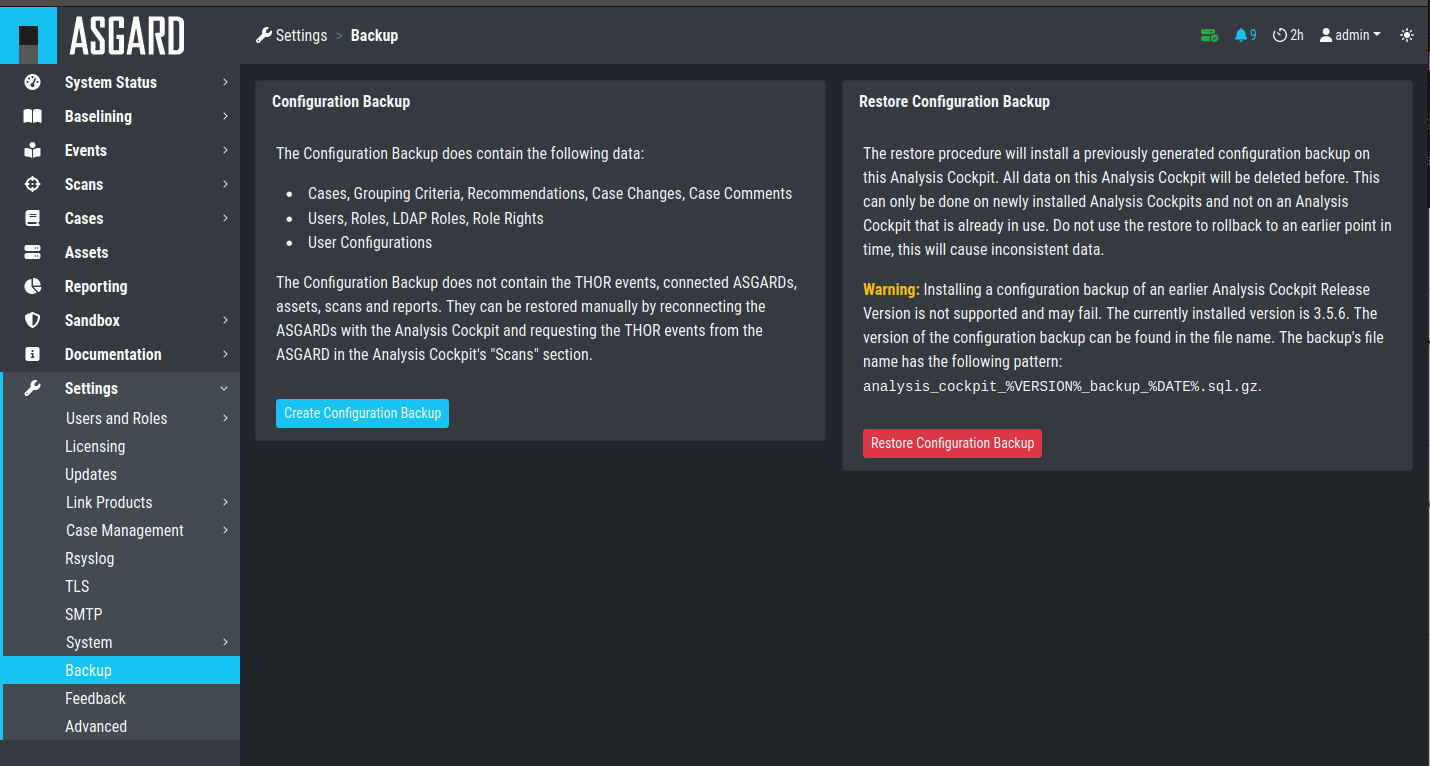 ASGARD
Settings > Backup
9
2h
admin
System Status
Baselining
Events
Scans
Cases
Assets
Reporting
Sandbox
Documentation
Settings
Users and Roles
Licensing
Updates
Link Products
Case Management
Rsyslog
TLS
SMTP
System
Backup
Feedback
Advanced
Configuration Backup
The Configuration Backup does contain the following data:
• Cases, Grouping Criteria, Recommendations, Case Changes, Case Comments
• Users, Roles, LDAP Roles, Role Rights
• User Configurations
The Configuration Backup does not contain the THOR events, connected ASGARDs,
assets, scans and reports. They can be restored manually by reconnecting the
ASGARDs with the Analysis Cockpit and requesting the THOR events from the
ASGARD in the Analysis Cockpit's "Scans" section.
Create Configuration Backup
Restore Configuration Backup
The restore procedure will install a previously generated configuration backup on
this Analysis Cockpit. All data on this Analysis Cockpit will be deleted before. This
can only be done on newly installed Analysis Cockpits and not on an Analysis
Cockpit that is already in use. Do not use the restore to rollback to an earlier point in
time, this will cause inconsistent data.
Warning: Installing a configuration backup of an earlier Analysis Cockpit Release
Version is not supported and may fail. The currently installed version is 3.5.6. The
version of the configuration backup can be found in the file name. The backup's file
name has the following pattern:
analysis_cockpit_%VERSION%_backup_%DATE%.sql.gz.
Restore Configuration Backup